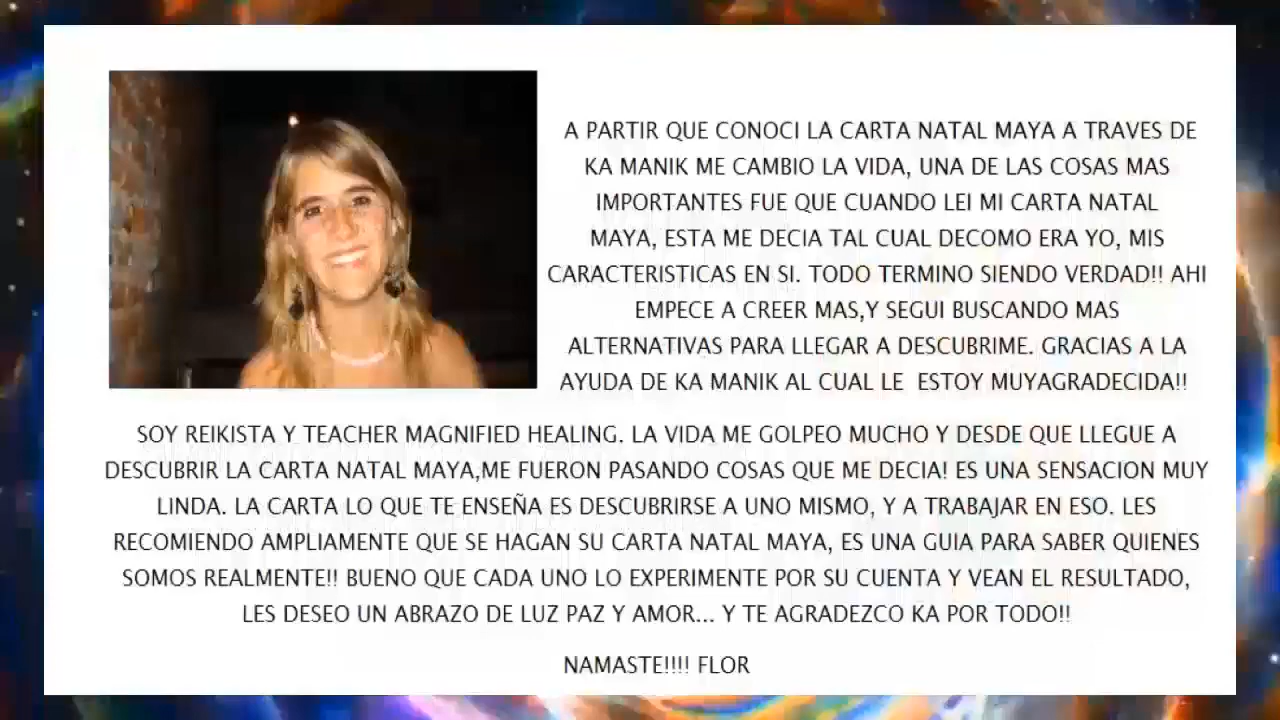 A PARTIR QUE CONOCI LA CARTA NATAL MAYA A TRAVES DE
KA MANIK ME CAMBIO LA VIDA, UNA DE LAS COSAS MAS
IMPORTANTES FUE QUE CUANDO LEI MI CARTA NATAL
MAYA, ESTA ME DECIA TAL CUAL DECOMO ERA YO, MIS
CARACTERISTICAS EN SI. TODO TERMINO SIENDO VERDAD!! AHI
EMPECE A CREER MAS,Y SEGUI BUSCANDO MAS
ALTERNATIVAS PARA LLEGAR A DESCUBRIME. GRACIAS A LA
AYUDA DE KA MANIK AL CUAL LE ESTOY MUYAGRADECIDA!!
SOY REIKISTA Y TEACHER MAGNIFIED HEALING. LA VIDA ME GOLPEO MUCHO Y DESDE QUE LLEGUE A
DESCUBRIR LA CARTA NATAL MAYA,ME FUERON PASANDO COSAS QUE ME DECIA! ES UNA SENSACION MUY
LINDA. LA CARTA LO QUE TE ENSEÑA ES DESCUBRIRSE A UNO MISMO, Y A TRABAJAR EN ESO. LES
RECOMIENDO AMPLIAMENTE QUE SE HAGAN SU CARTA NATAL MAYA, ES UNA GUIA PARA SABER QUIENES
SOMOS REALMENTE!! BUENO QUE CADA UNO LO EXPERIMENTE POR SU CUENTA Y VEAN EL RESULTADO,
LES DESEO UN ABRAZO DE LUZ PAZ Y AMOR... Y TE AGRADEZCO KA POR TODO!!
NAMASTE!!!! FLOR